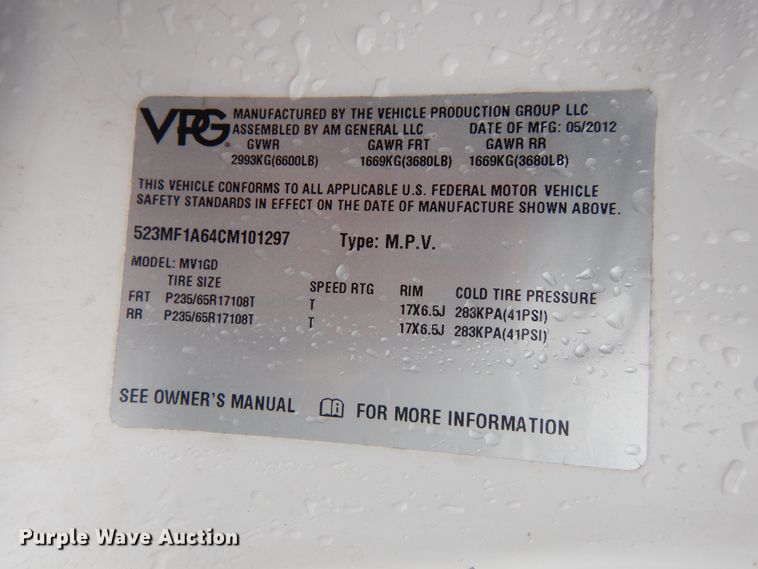 VPG MANUFACTURED BY THE VEHICLE PRODUCTION GROUP LLC
® ASSEMBLED BY AM GENERAL LLC DATE OF MFG: 05/2012
GVWR GAWR FRT GAWR RR
2993KG(6600LB) 1669KG(3680LB) 1669KG(3680LB)
THIS VEHICLE CONFORMS TO ALL APPLICABLE U.S. FEDERAL MOTOR VEHICLE
SAFETY STANDARDS IN EFFECT ON THE DATE OF MANUFACTURE SHOWN ABOVE.
523MF1A64CM101297 Type: M.P.V.
MODEL: MV1GD
TIRE SIZE SPEED RTG RIM COLD TIRE PRESSURE
FRT P235/65R17108T T 17X6.5J 283KPA(41PSI)
RR P235/65R17108T T 17X6.5J 283KPA(41PSI)
SEE OWNER'S MANUAL i FOR MORE INFORMATION
Purple Wave Auction